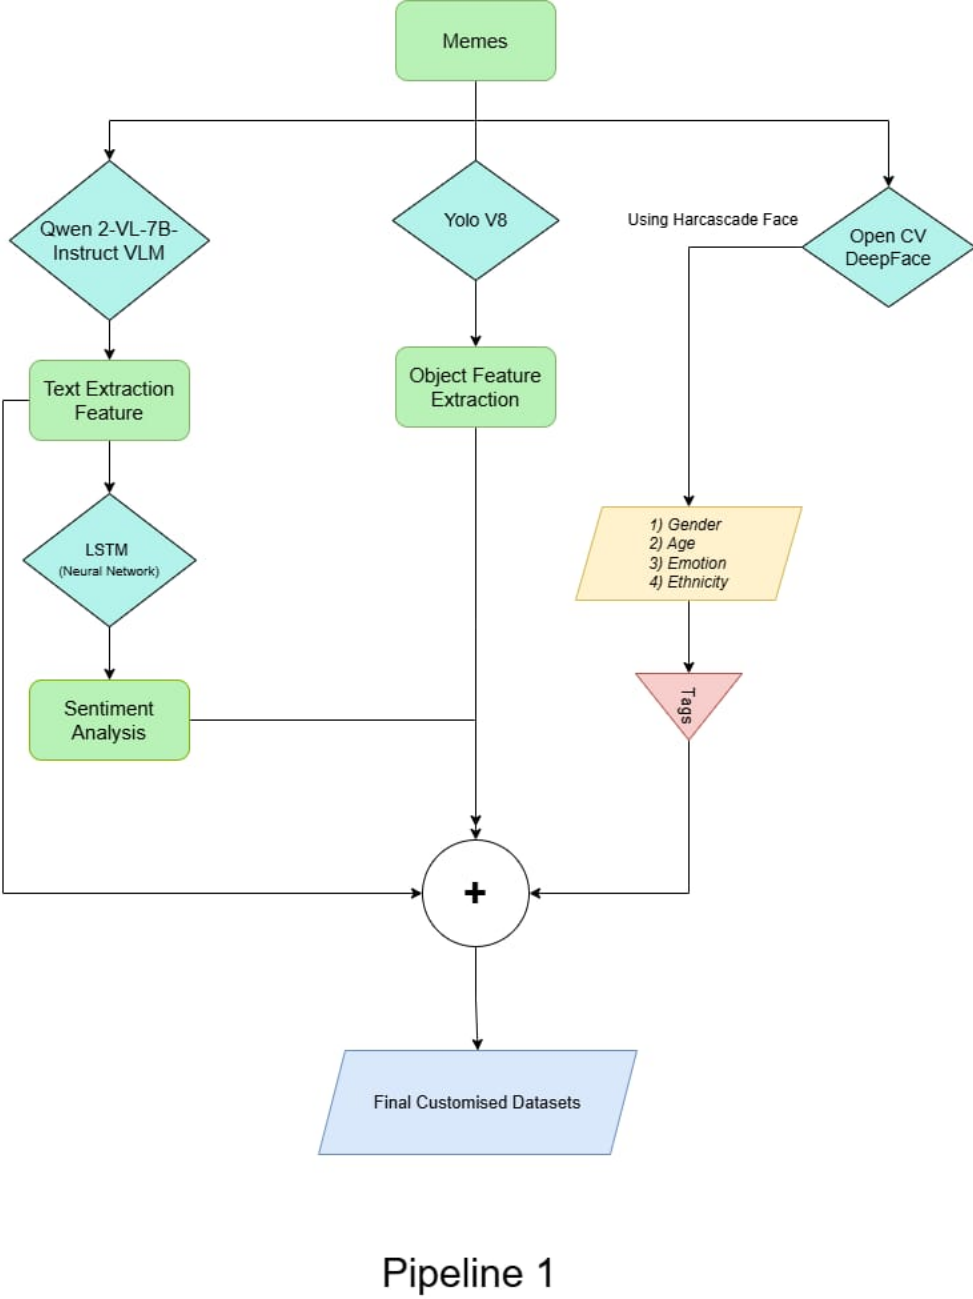 Memes
Qwen 2-VL-7B-
Instruct VLM
Yolo V8
Using Harcascade Face
Open CV
DeepFace
Text Extraction
Feature
Object Feature
Extraction
LSTM
(Neural Network)
1) Gender
2) Age
3) Emotion
4) Ethnicity
Sentiment
Analysis
Tags
+
Final Customised Datasets
Pipeline 1